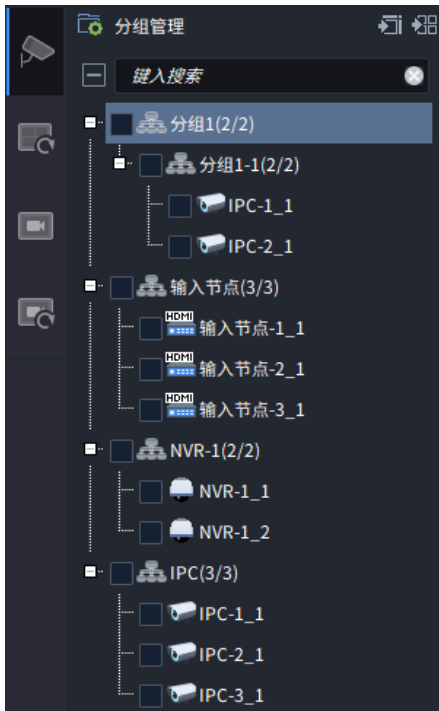 分组管理
键入搜索
分组1(2/2)
分组1-1(2/2)
IPC-1_1
IPC-2_1
输入节点(3/3)
HDMI 输入节点-1_1
HDMI 输入节点-2_1
HDMI 输入节点-3_1
NVR-1(2/2)
NVR-1_1
NVR-1_2
IPC(3/3)
IPC-1_1
IPC-2_1
IPC-3_1